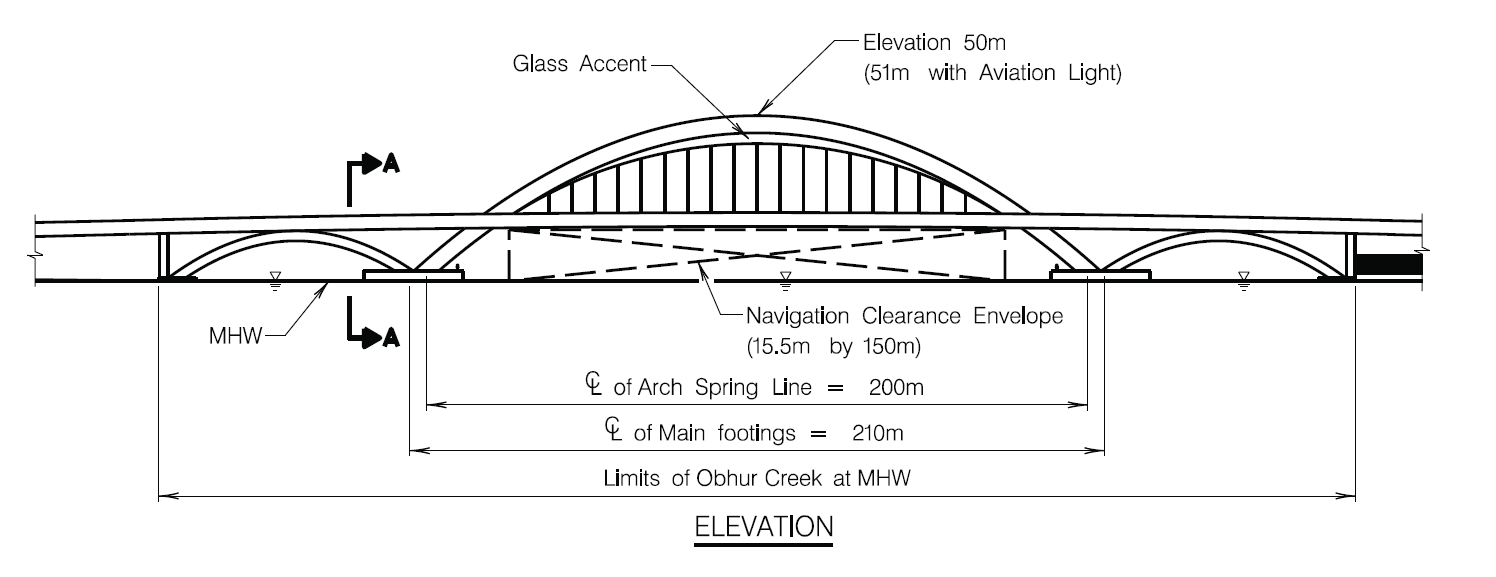 Elevation 50m
(51m with Aviation Light)
Glass Accent
A
A
MHW
Navigation Clearance Envelope
(15.5m by 150m)
℄ of Arch Spring Line = 200m
℄ of Main footings = 210m
Limits of Obhur Creek at MHW
ELEVATION